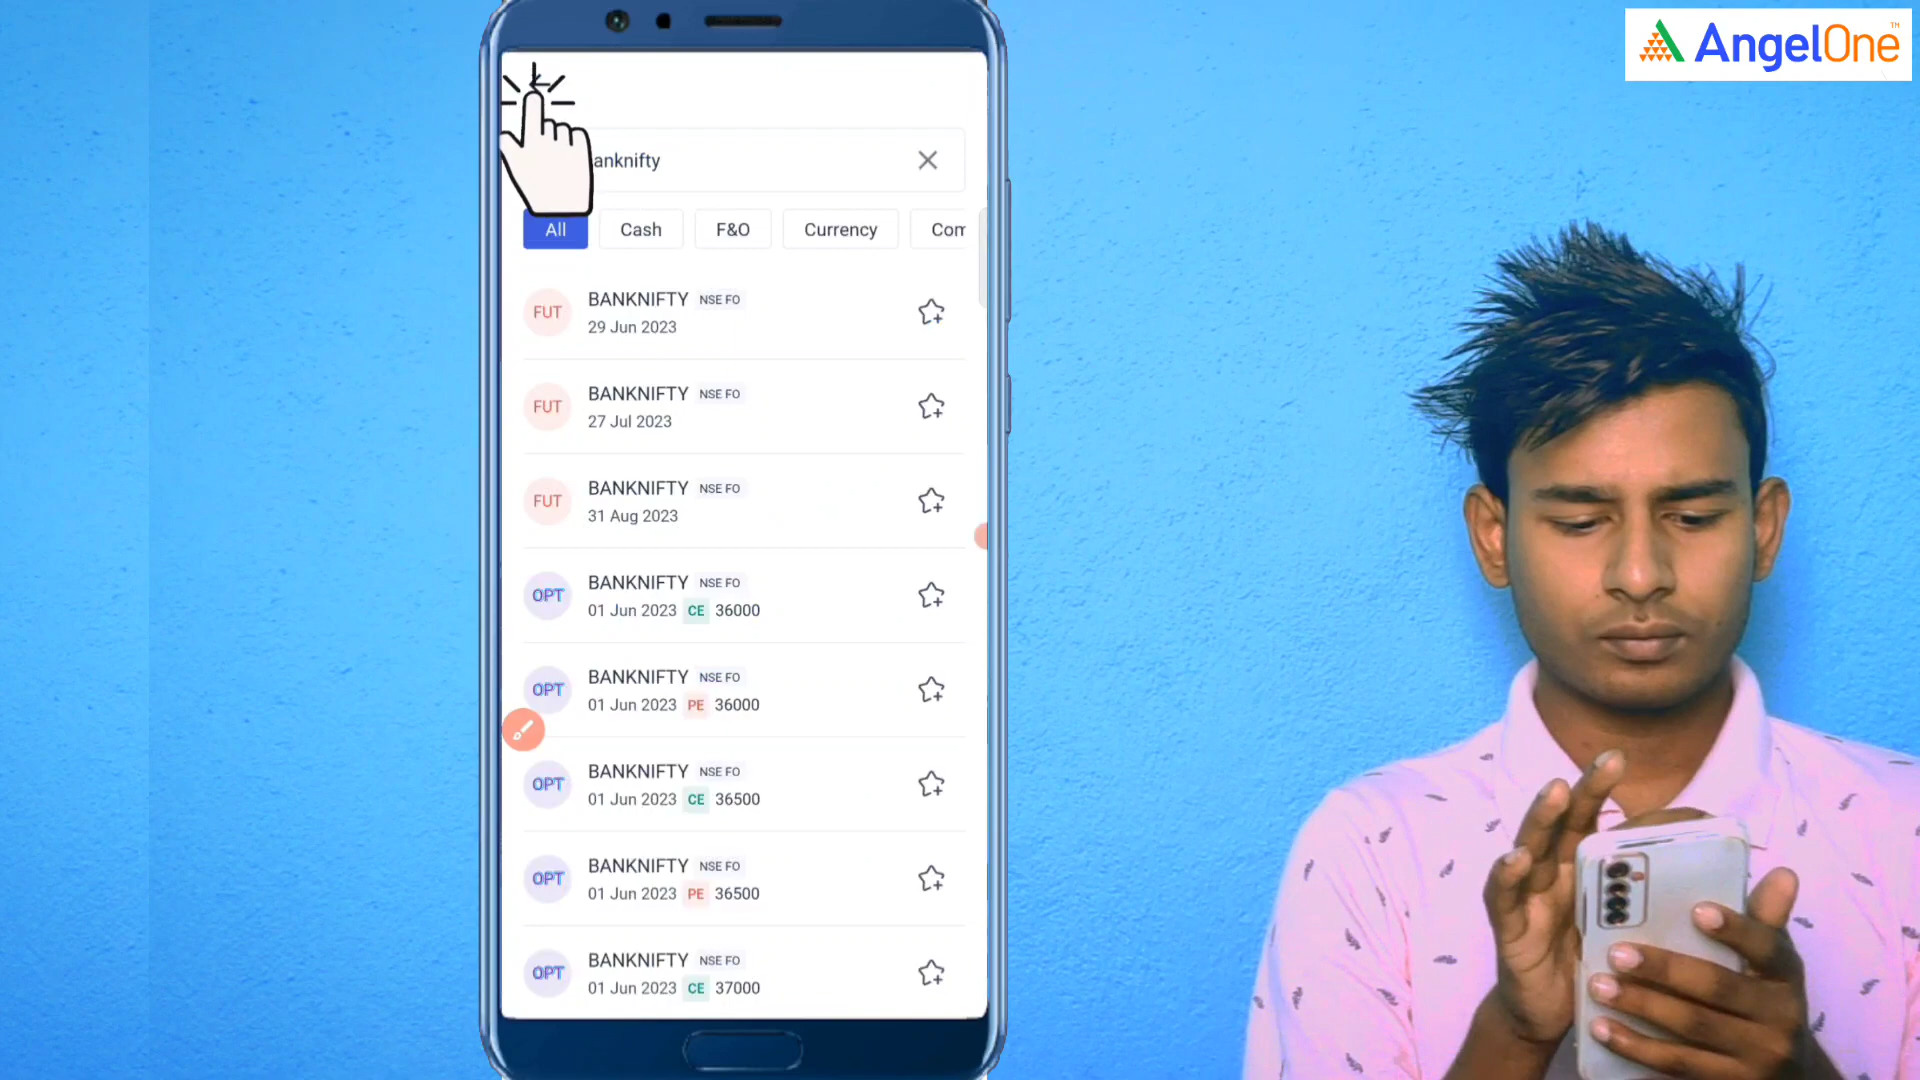 AngelOne™
anknifty
All Cash F&O Currency Com
FUT BANKNIFTY NSE FO
29 Jun 2023
FUT BANKNIFTY NSE FO
27 Jul 2023
FUT BANKNIFTY NSE FO
31 Aug 2023
OPT BANKNIFTY NSE FO
01 Jun 2023 CE 36000
OPT BANKNIFTY NSE FO
01 Jun 2023 PE 36000
OPT BANKNIFTY NSE FO
01 Jun 2023 CE 36500
OPT BANKNIFTY NSE FO
01 Jun 2023 PE 36500
OPT BANKNIFTY NSE FO
01 Jun 2023 CE 37000